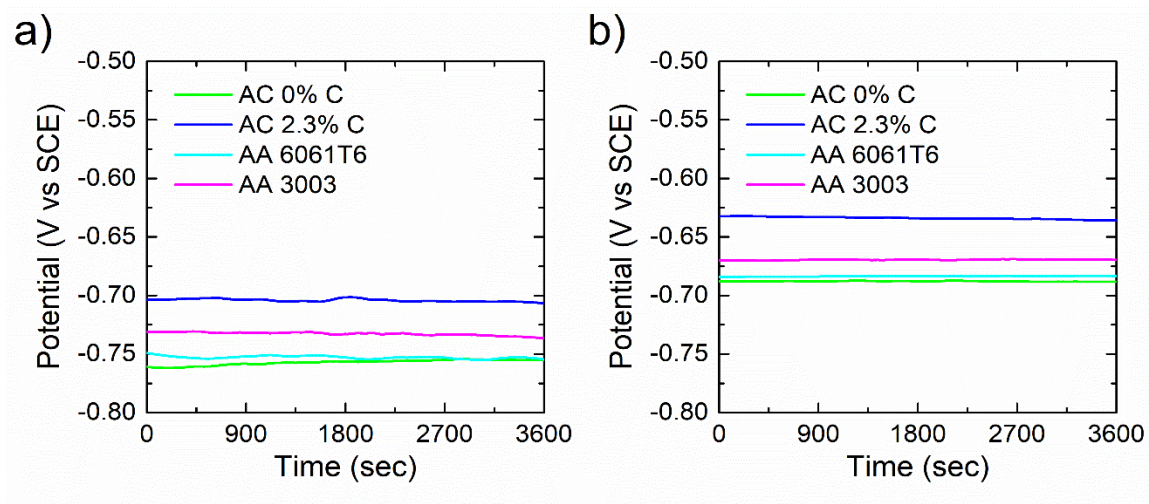 a)
Potential (V vs SCE)
-0.50
-0.55
-0.60
-0.65
-0.70
-0.75
-0.80
AC 0% C
AC 2.3% C
AA 6061T6
AA 3003
0 900 1800 2700 3600
Time (sec)
b)
Potential (V vs SCE)
-0.50
-0.55
-0.60
-0.65
-0.70
-0.75
-0.80
AC 0% C
AC 2.3% C
AA 6061T6
AA 3003
0 900 1800 2700 3600
Time (sec)